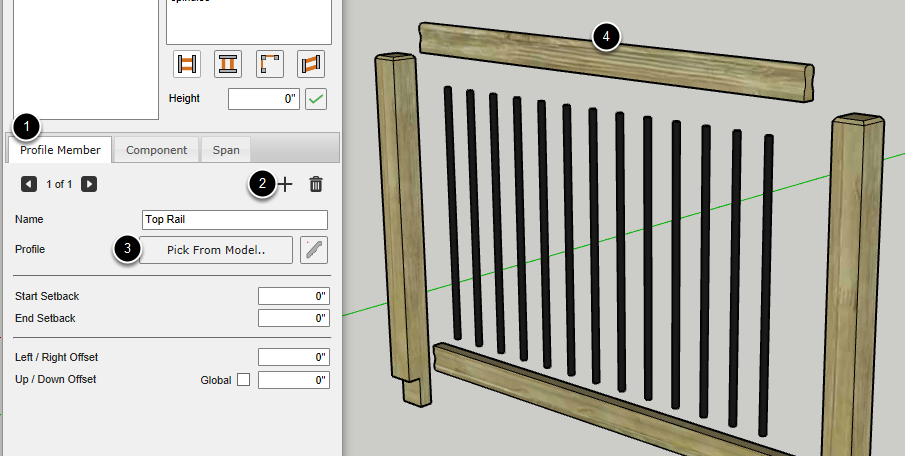 Height 0"
1
Profile Member Component Span
1 of 1 2
Name Top Rail
Profile 3 Pick From Model..
Start Setback 0"
End Setback 0"
Left / Right Offset 0"
Up / Down Offset Global 0"
4